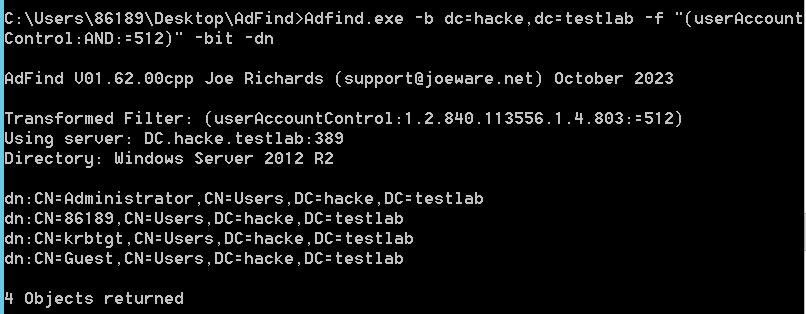 C:\Users\86189\Desktop\AdFind>Adfind.exe -b dc=hacke,dc=testlab -f "(userAccount
Control:AND:=512)" -bit -dn
AdFind V01.62.00cpp Joe Richards (support@joeware.net) October 2023
Transformed Filter: (userAccountControl:1.2.840.113556.1.4.803:=512)
Using server: DC.hacke.testlab:389
Directory: Windows Server 2012 R2
dn:CN=Administrator,CN=Users,DC=hacke,DC=testlab
dn:CN=86189,CN=Users,DC=hacke,DC=testlab
dn:CN=krbtgt,CN=Users,DC=hacke,DC=testlab
dn:CN=Guest,CN=Users,DC=hacke,DC=testlab
4 Objects returned